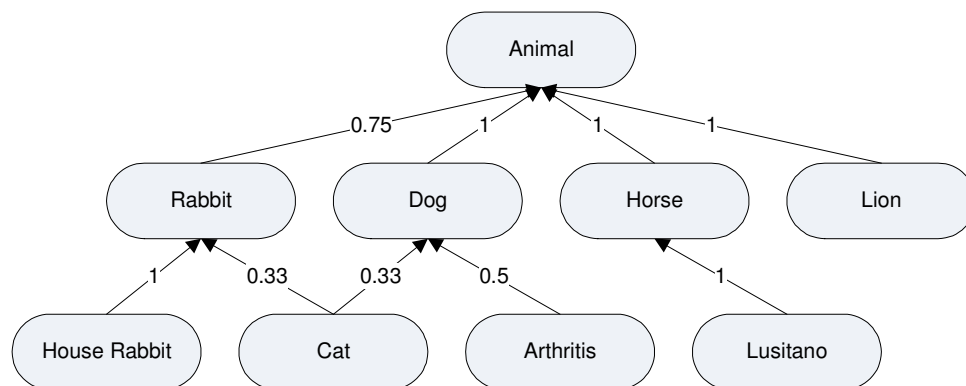 Animal
0.75
1
1
1
Rabbit
Dog
Horse
Lion
1
0.33
0.33
0.5
1
House Rabbit
Cat
Arthritis
Lusitano